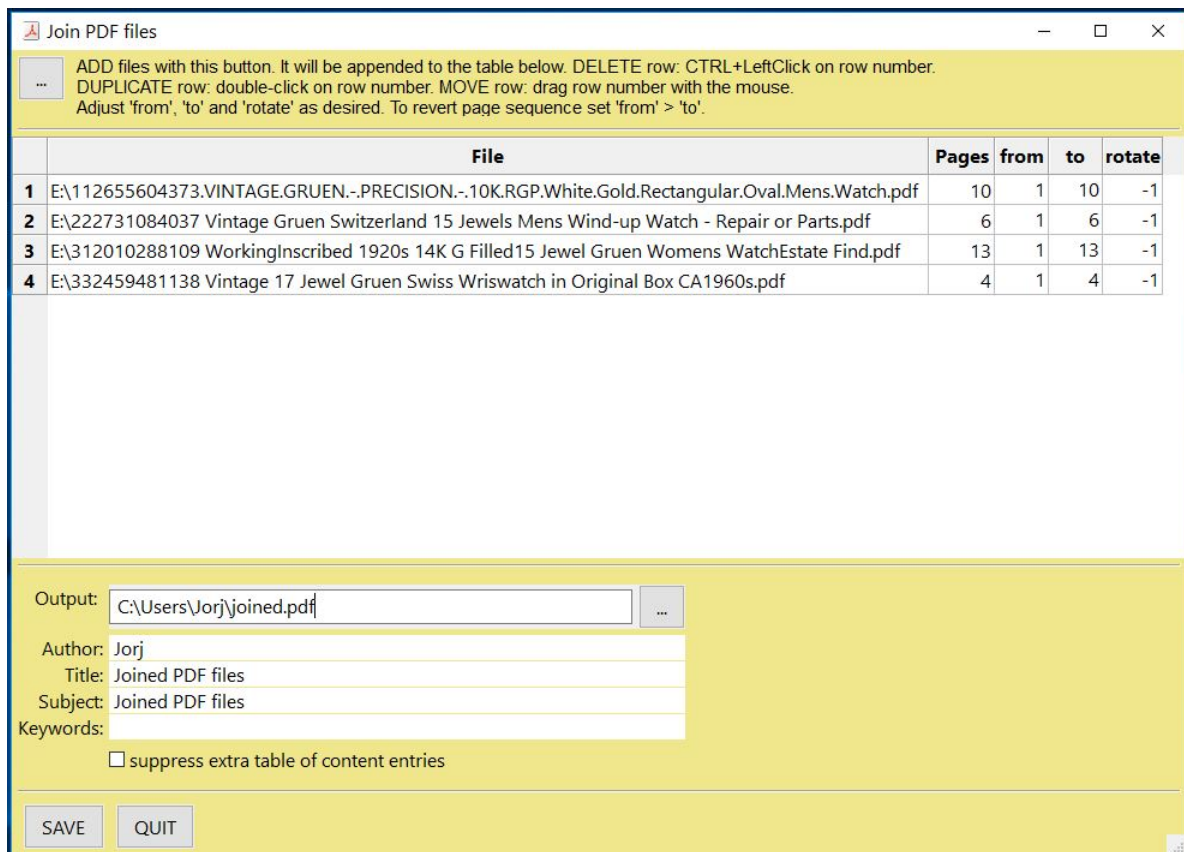 Join PDF files
...
ADD files with this button. It will be appended to the table below. DELETE row: CTRL+LeftClick on row number.
DUPLICATE row: double-click on row number. MOVE row: drag row number with the mouse.
Adjust 'from', 'to' and 'rotate' as desired. To revert page sequence set 'from' > 'to'.
File Pages from to rotate
1 E:\112655604373.VINTAGE.GRUEN.-.PRECISION.-.10K.RGP.White.Gold.Rectangular.Oval.Mens.Watch.pdf 10 1 10 -1
2 E:\222731084037 Vintage Gruen Switzerland 15 Jewels Mens Wind-up Watch - Repair or Parts.pdf 6 1 6 -1
3 E:\312010288109 WorkingInscribed 1920s 14K G Filled15 Jewel Gruen Womens WatchEstate Find.pdf 13 1 13 -1
4 E:\332459481138 Vintage 17 Jewel Gruen Swiss Wriswatch in Original Box CA1960s.pdf 4 1 4 -1
Output: C:\Users\Jorj\joined.pdf ...
Author: Jorj
Title: Joined PDF files
Subject: Joined PDF files
Keywords:
suppress extra table of content entries
SAVE QUIT